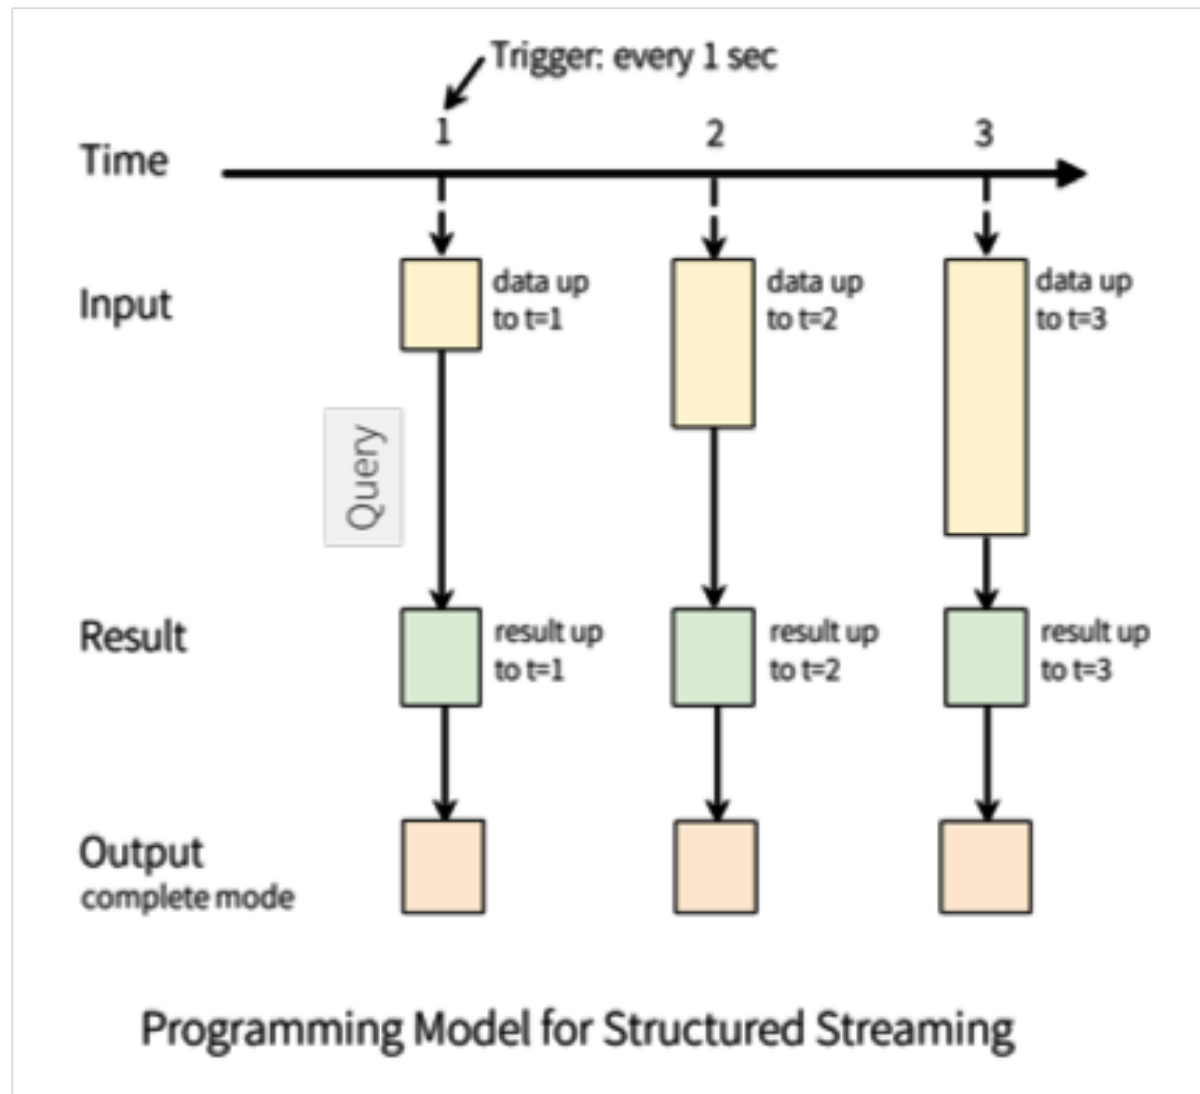 Trigger: every 1 sec
1
2
3
Time
Input
data up
to t=1
data up
to t=2
data up
to t=3
Query
Result
result up
to t=1
result up
to t=2
result up
to t=3
Output
complete mode
Programming Model for Structured Streaming